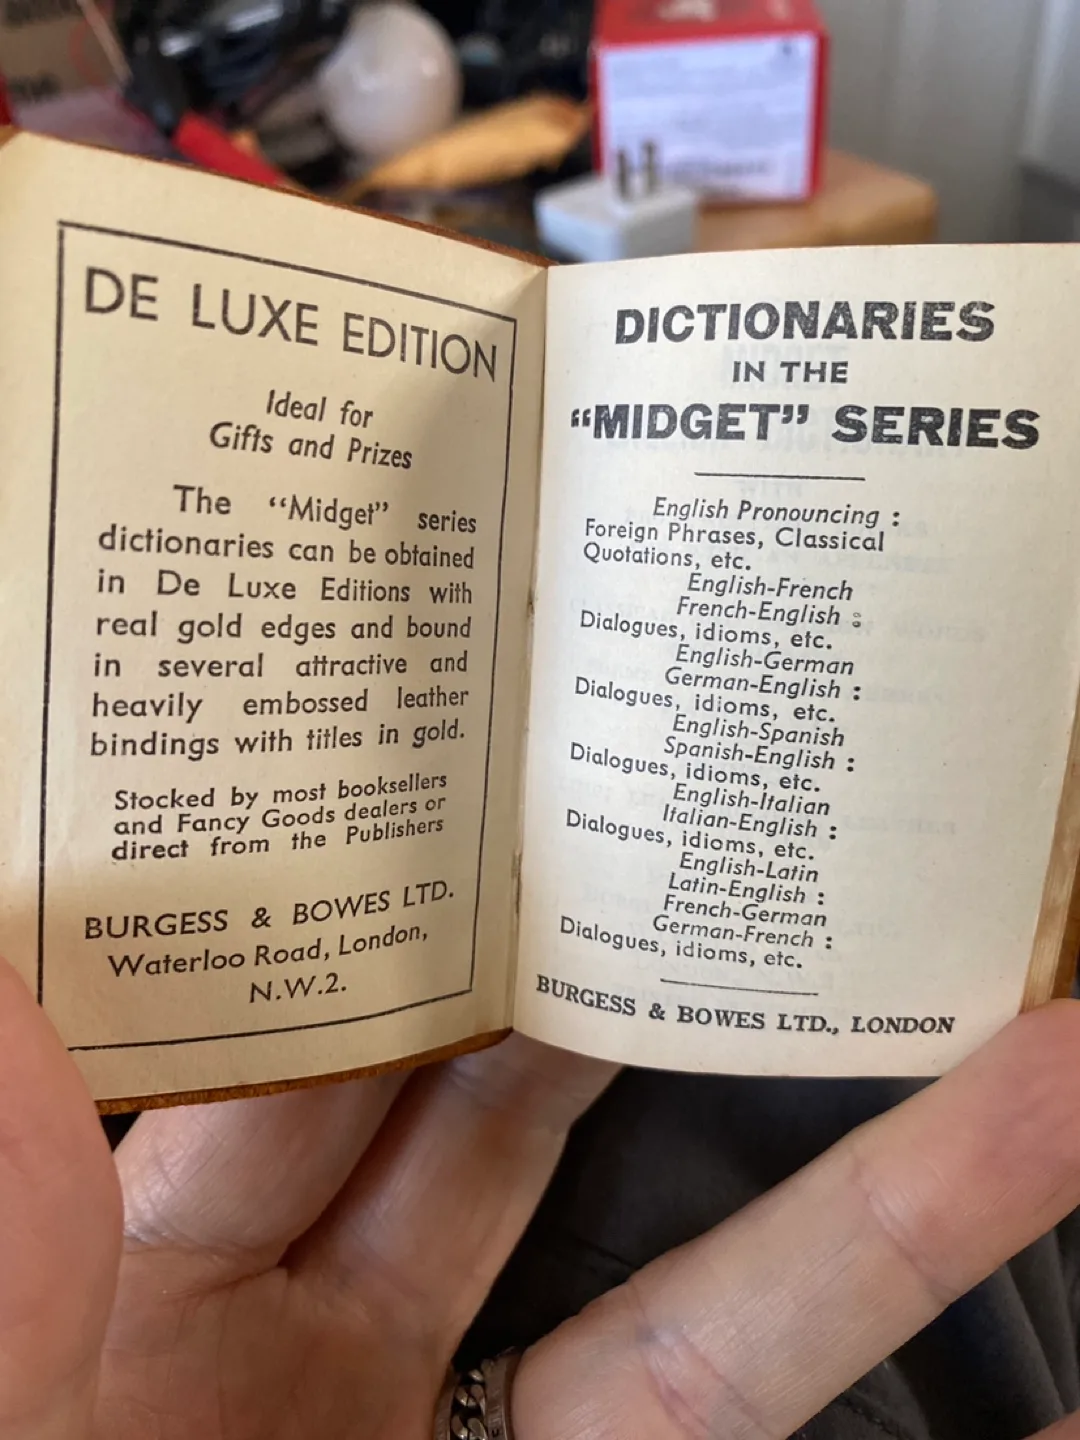 DE LUXE EDITION
Ideal for
Gifts and Prizes
The "Midget" series
dictionaries can be obtained
in De Luxe Editions with
real gold edges and bound
in several attractive and
heavily embossed leather
bindings with titles in gold.
Stocked by most booksellers
and Fancy Goods dealers or
direct from the Publishers
BURGESS & BOWES LTD.
Waterloo Road, London,
N.W.2.
DICTIONARIES
IN THE
"MIDGET" SERIES
English Pronouncing :
Foreign Phrases, Classical
Quotations, etc.
English-French
French-English :
Dialogues, idioms, etc.
English-German
German-English :
Dialogues, idioms, etc.
English-Spanish
Spanish-English :
Dialogues, idioms, etc.
English-Italian
Italian-English :
Dialogues, idioms, etc.
English-Latin
Latin-English :
French-German
German-French :
Dialogues, idioms, etc.
BURGESS & BOWES LTD., LONDON